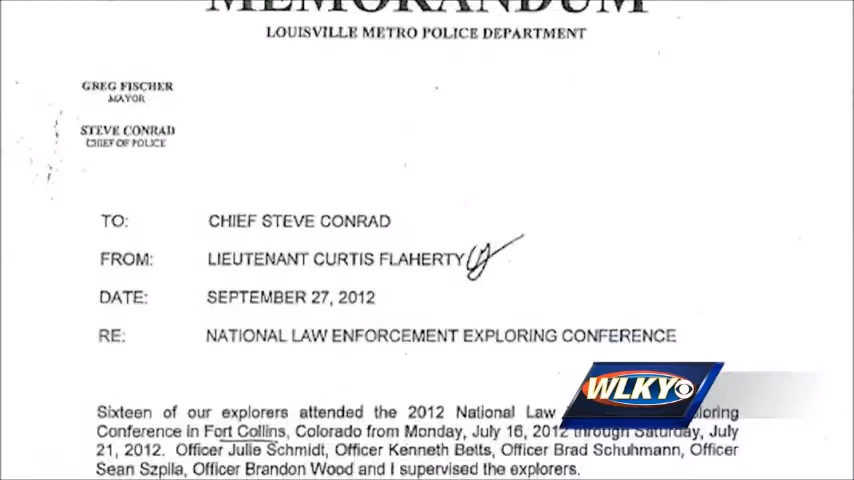 MEMORANDUM
LOUISVILLE METRO POLICE DEPARTMENT
GREG FISCHER
MAYOR
STEVE CONRAD
CHIEF OF POLICE
TO: CHIEF STEVE CONRAD
FROM: LIEUTENANT CURTIS FLAHERTY
DATE: SEPTEMBER 27, 2012
RE: NATIONAL LAW ENFORCEMENT EXPLORING CONFERENCE
WLKY
Sixteen of our explorers attended the 2012 National Law loring
Conference in Fort Collins, Colorado from Monday, July 16, 2012 through Saturday, July
21, 2012. Officer Julie Schmidt, Officer Kenneth Betts, Officer Brad Schuhmann, Officer
Sean Szpila, Officer Brandon Wood and I supervised the explorers.